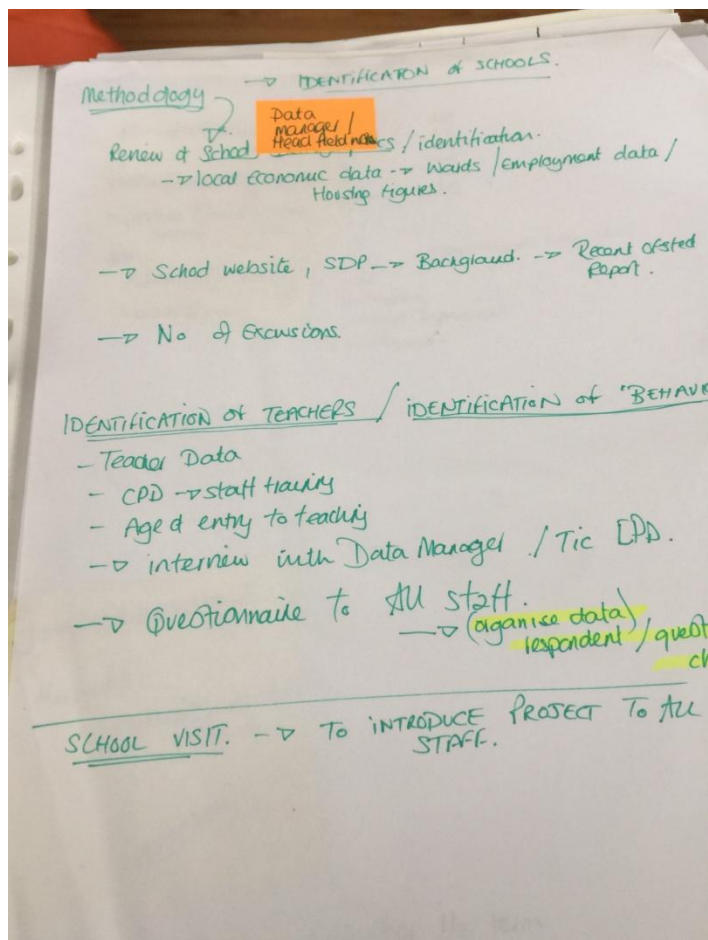 Methodology → IDENTIFICATON of SCHOOLS.
Data
manager /
Head field notes
Review of School / identification.
→ local economic data → Wards / Employment data /
Housing figures.
→ School website, SDP → Background. → Recent ofsted
Report.
→ No of Excusions.
IDENTIFICATION of TEACHERS / IDENTIFICATION of "BEHAV
- Teacher Data
- CPD → staff training
- Age of entry to teaching
→ interview with Data Manager / Tic CPD.
→ Questionnaire to All staff.
→ (organise data)
respondent / quest
SCHOOL VISIT. → TO INTRODUCE PROJECT TO ALL
STAFF.